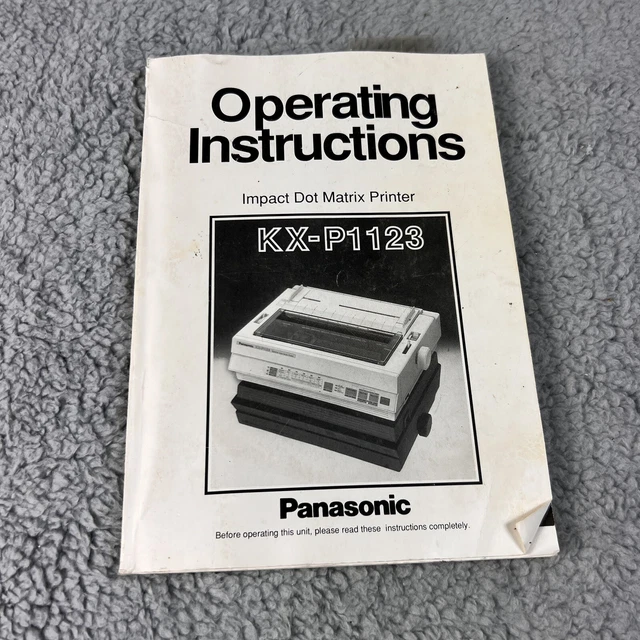 Operating
Instructions
Impact Dot Matrix Printer
KX-P1123
Panasonic
Before operating this unit, please read these instructions completely.